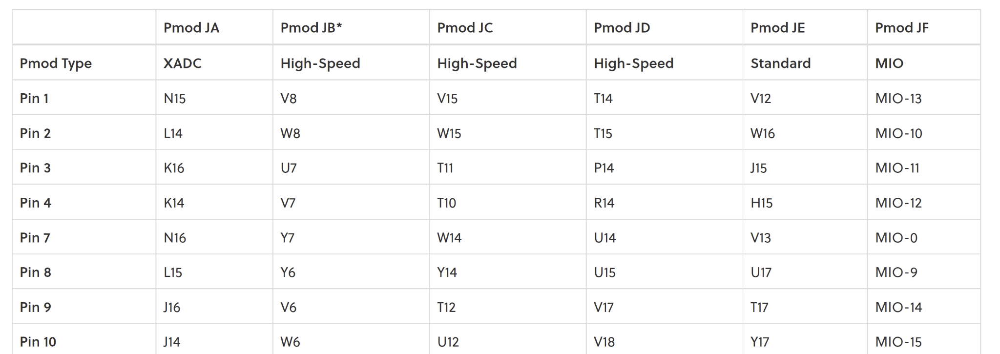 Pmod JA Pmod JB* Pmod JC Pmod JD Pmod JE Pmod JF
Pmod Type XADC High-Speed High-Speed High-Speed Standard MIO
Pin 1 N15 V8 V15 T14 V12 MIO-13
Pin 2 L14 W8 W15 T15 W16 MIO-10
Pin 3 K16 U7 T11 P14 J15 MIO-11
Pin 4 K14 V7 T10 R14 H15 MIO-12
Pin 7 N16 Y7 W14 U14 V13 MIO-0
Pin 8 L15 Y6 Y14 U15 U17 MIO-9
Pin 9 J16 V6 T12 V17 T17 MIO-14
Pin 10 J14 W6 U12 V18 Y17 MIO-15